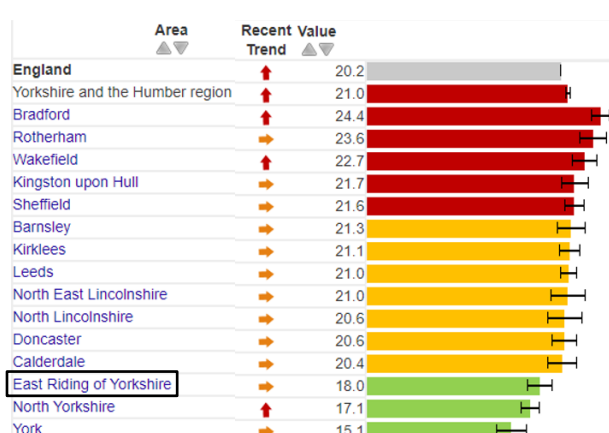 Area Recent Trend Value
England 20.2
Yorkshire and the Humber region 21.0
Bradford 24.4
Rotherham 23.6
Wakefield 22.7
Kingston upon Hull 21.7
Sheffield 21.6
Barnsley 21.3
Kirklees 21.1
Leeds 21.0
North East Lincolnshire 21.0
North Lincolnshire 20.6
Doncaster 20.6
Calderdale 20.4
East Riding of Yorkshire 18.0
North Yorkshire 17.1
York 15.1